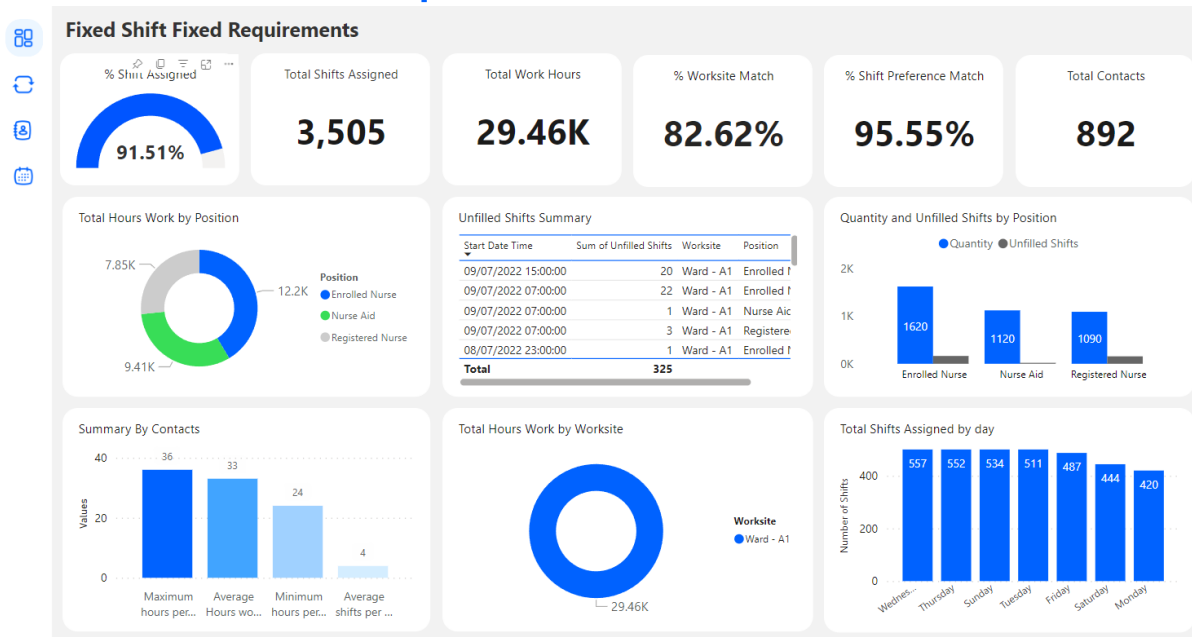 Fixed Shift Fixed Requirements
% Shift Assigned
91.51%
Total Shifts Assigned
3,505
Total Work Hours
29.46K
% Worksite Match
82.62%
% Shift Preference Match
95.55%
Total Contacts
892
Total Hours Work by Position
7.85K
12.2K
9.41K
Position
Enrolled Nurse
Nurse Aid
Registered Nurse
Unfilled Shifts Summary
Start Date Time Sum of Unfilled Shifts Worksite Position
09/07/2022 15:00:00 20 Ward - A1 Enrolled
09/07/2022 07:00:00 22 Ward - A1 Enrolled
09/07/2022 07:00:00 1 Ward - A1 Nurse Aid
09/07/2022 07:00:00 3 Ward - A1 Registere
08/07/2022 23:00:00 1 Ward - A1 Enrolled
Total 325
Quantity and Unfilled Shifts by Position
Quantity Unfilled Shifts
2K
1K
0K
1620
1120
1090
Enrolled Nurse Nurse Aid Registered Nurse
Summary By Contacts
Values
40
20
0
36
33
24
4
Maximum hours per...
Average Hours wo...
Minimum hours per...
Average shifts per ...
Total Hours Work by Worksite
29.46K
Worksite
Ward - A1
Total Shifts Assigned by day
Number of Shifts
400
200
0
557 552 534 511 487 444 420
Wednes... Thursday Sunday Tuesday Friday Saturday Monday